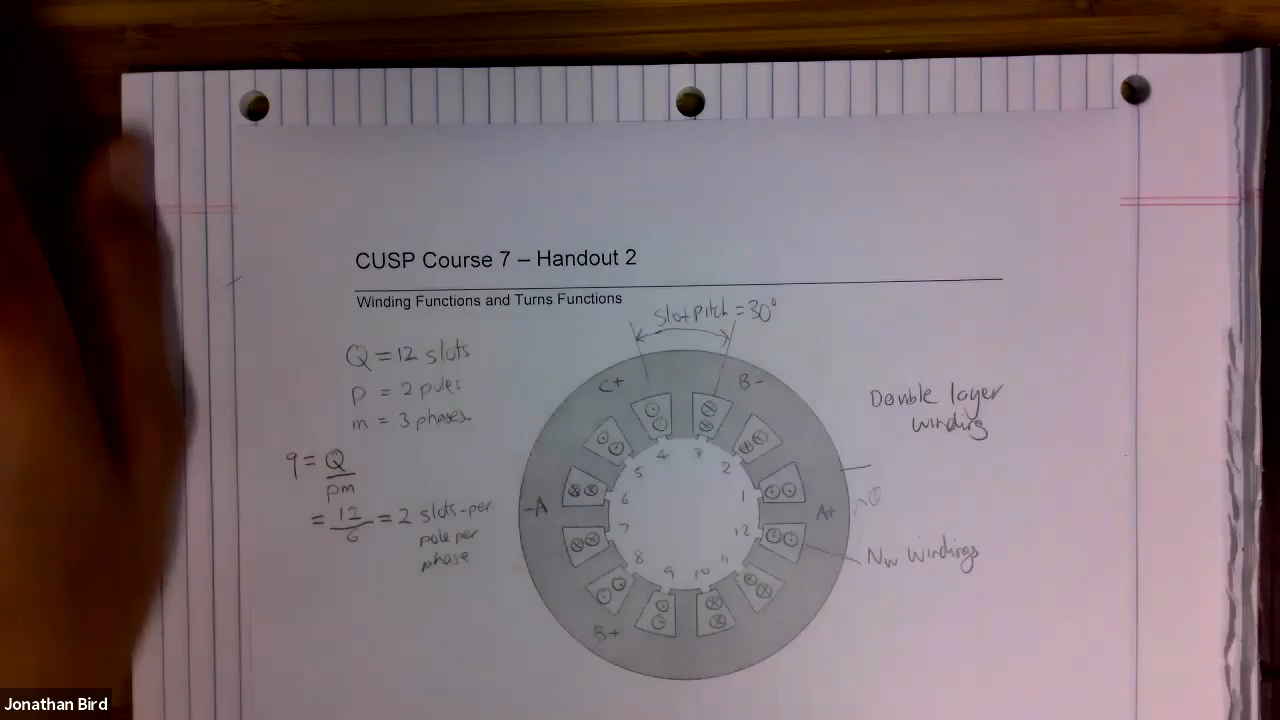 CUSP Course 7 – Handout 2
Winding Functions and Turns Functions
Slot Pitch = 30°
Q = 12 slots
p = 2 poles
m = 3 phases
q = Q
pm
= 12 = 2 slots-per
6
pole per
phase
C+
B-
Double layer
winding
4
3
5
2
6
1
-A
A+
7
12
8
11
9
10
Nw windings
B+
Jonathan Bird